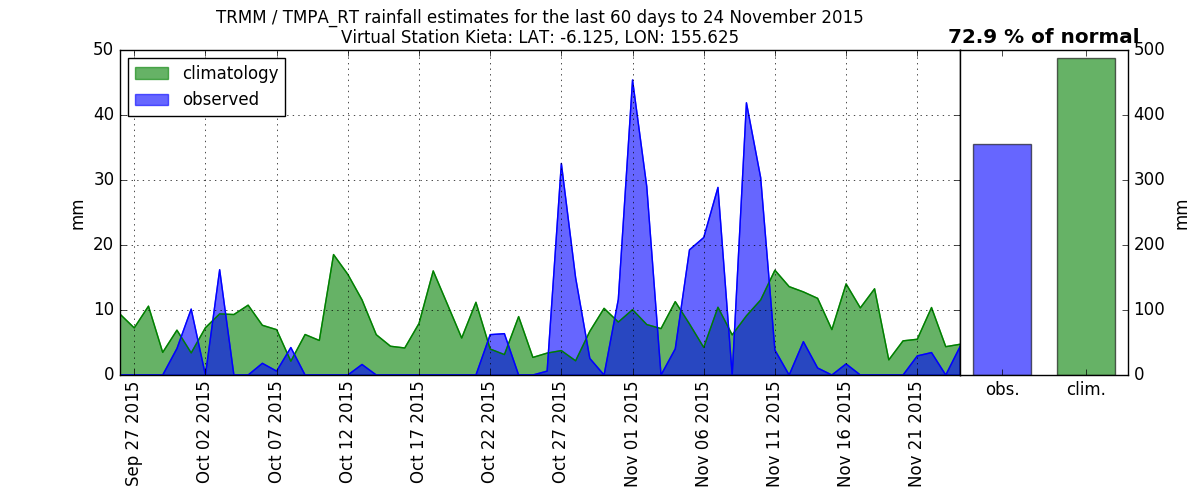 TRMM / TMPA_RT rainfall estimates for the last 60 days to 24 November 2015
Virtual Station Kieta: LAT: -6.125, LON: 155.625
72.9 % of normal
climatology
observed
mm
50
40
30
20
10
0
Sep 27 2015
Oct 02 2015
Oct 07 2015
Oct 12 2015
Oct 17 2015
Oct 22 2015
Oct 27 2015
Nov 01 2015
Nov 06 2015
Nov 11 2015
Nov 16 2015
Nov 21 2015
obs.
clim.
500
400
300
200
100
0
mm